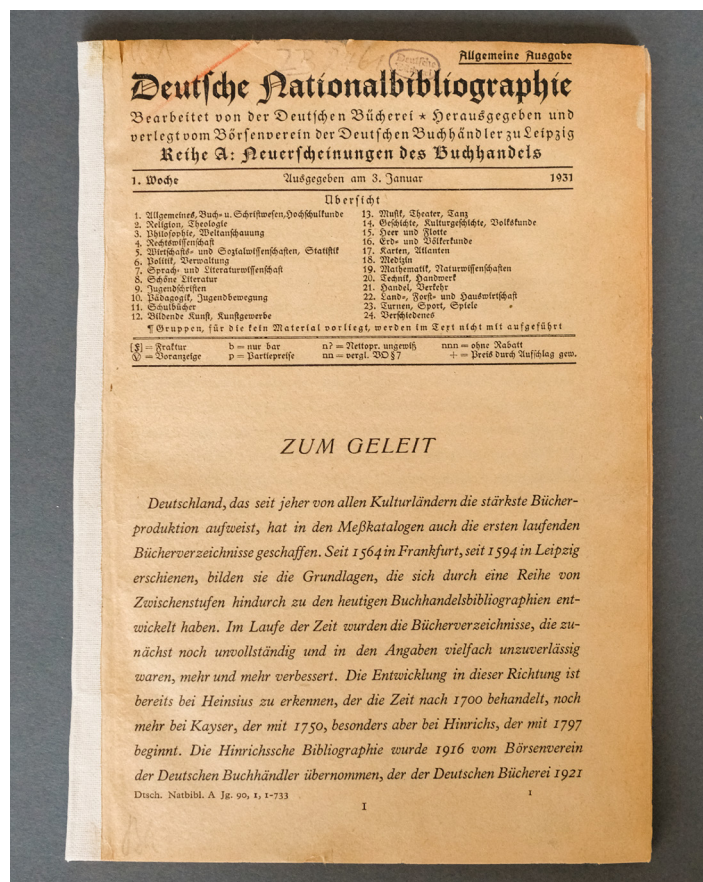 Allgemeine Ausgabe
Deutsche Nationalbibliographie
Bearbeitet von der Deutschen Bücherei * Herausgegeben und
verlegt vom Börsenverein der Deutschen Buchhändler zu Leipzig
Reihe A: Neuerscheinungen des Buchhandels
1. Woche Ausgegeben am 3. Januar 1931
Übersicht
1. Allgemeines, Buch- u. Schriftwesen, Hochschulkunde
2. Religion, Theologie
3. Philosophie, Weltanschauung
4. Rechtswissenschaft
5. Wirtschafts- und Sozialwissenschaften, Statistik
6. Politik, Verwaltung
7. Sprach- und Literaturwissenschaft
8. Schöne Literatur
9. Jugendschriften
10. Pädagogik, Jugendbewegung
11. Schulbücher
12. Bildende Kunst, Kunstgewerbe
13. Musik, Theater, Tanz
14. Geschichte, Kulturgeschichte, Volkskunde
15. Heer und Flotte
16. Erd- und Völkerkunde
17. Karten, Atlanten
18. Medizin
19. Mathematik, Naturwissenschaften
20. Technik, Handwerk
21. Handel, Verkehr
22. Land-, Forst- und Hauswirtschaft
23. Turnen, Sport, Spiele
24. Verschiedenes
¶ Gruppen, für die kein Material vorliegt, werden im Text nicht mit aufgeführt
[F] = Fraktur b = nur bar n? = Nettopr. ungewiß nnn = ohne Rabatt
Ⓥ = Voranzeige p = Partiepreise nn = vergl. VO § 7 + = Preis durch Aufschlag gew.
ZUM GELEIT
Deutschland, das seit jeher von allen Kulturländern die stärkste Bücher-
produktion aufweist, hat in den Meßkatalogen auch die ersten laufenden
Bücherverzeichnisse geschaffen. Seit 1564 in Frankfurt, seit 1594 in Leipzig
erschienen, bilden sie die Grundlagen, die sich durch eine Reihe von
Zwischenstufen hindurch zu den heutigen Buchhandelsbibliographien ent-
wickelt haben. Im Laufe der Zeit wurden die Bücherverzeichnisse, die zu-
nächst noch unvollständig und in den Angaben vielfach unzuverlässig
waren, mehr und mehr verbessert. Die Entwicklung in dieser Richtung ist
bereits bei Heinsius zu erkennen, der die Zeit nach 1700 behandelt, noch
mehr bei Kayser, der mit 1750, besonders aber bei Hinrichs, der mit 1797
beginnt. Die Hinrichssche Bibliographie wurde 1916 vom Börsenverein
der Deutschen Buchhändler übernommen, der der Deutschen Bücherei 1921
Dtsch. Natbibl. A Jg. 90, 1, 1-733 1
1